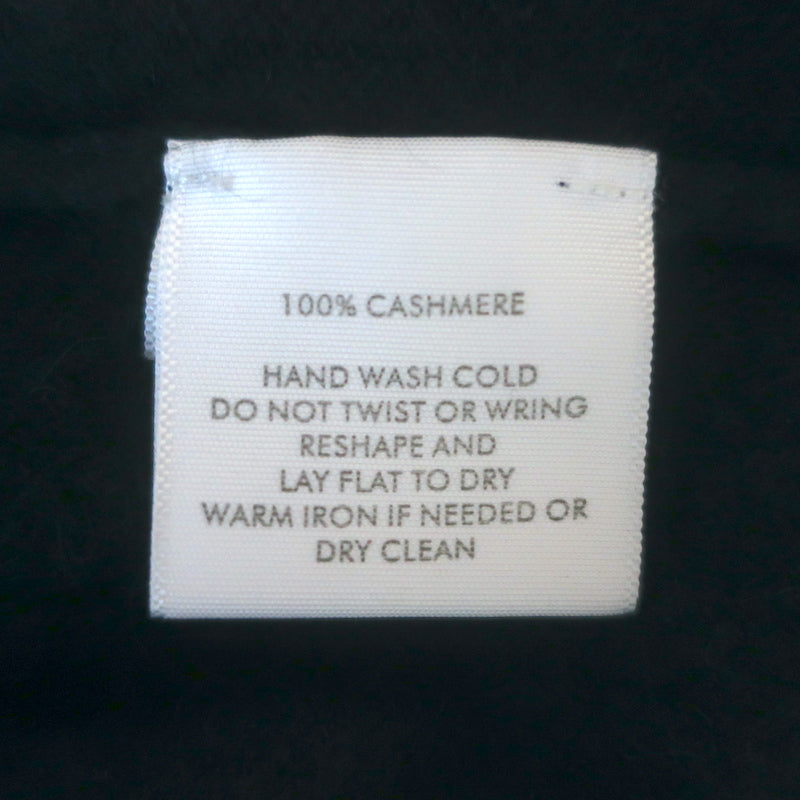 100% CASHMERE
HAND WASH COLD
DO NOT TWIST OR WRING
RESHAPE AND
LAY FLAT TO DRY
WARM IRON IF NEEDED OR
DRY CLEAN